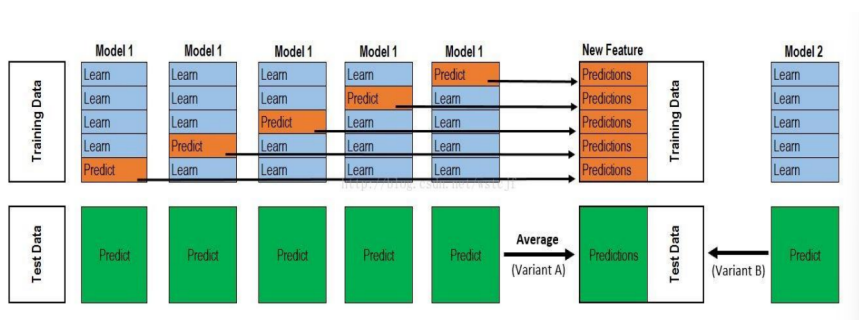 Model 1 Model 1 Model 1 Model 1 Model 1 New Feature Model 2
Training Data
Learn Learn Learn Learn Predict Predictions Learn
Learn Learn Learn Predict Learn Predictions Learn
Learn Learn Predict Learn Learn Predictions Learn
Learn Predict Learn Learn Learn Predictions Learn
Predict Learn Learn Learn Learn Predictions Learn
Training Data
Test Data
Predict Predict Predict Predict Predict
Average
(Variant A)
Predictions
Test Data
(Variant B)
Predict